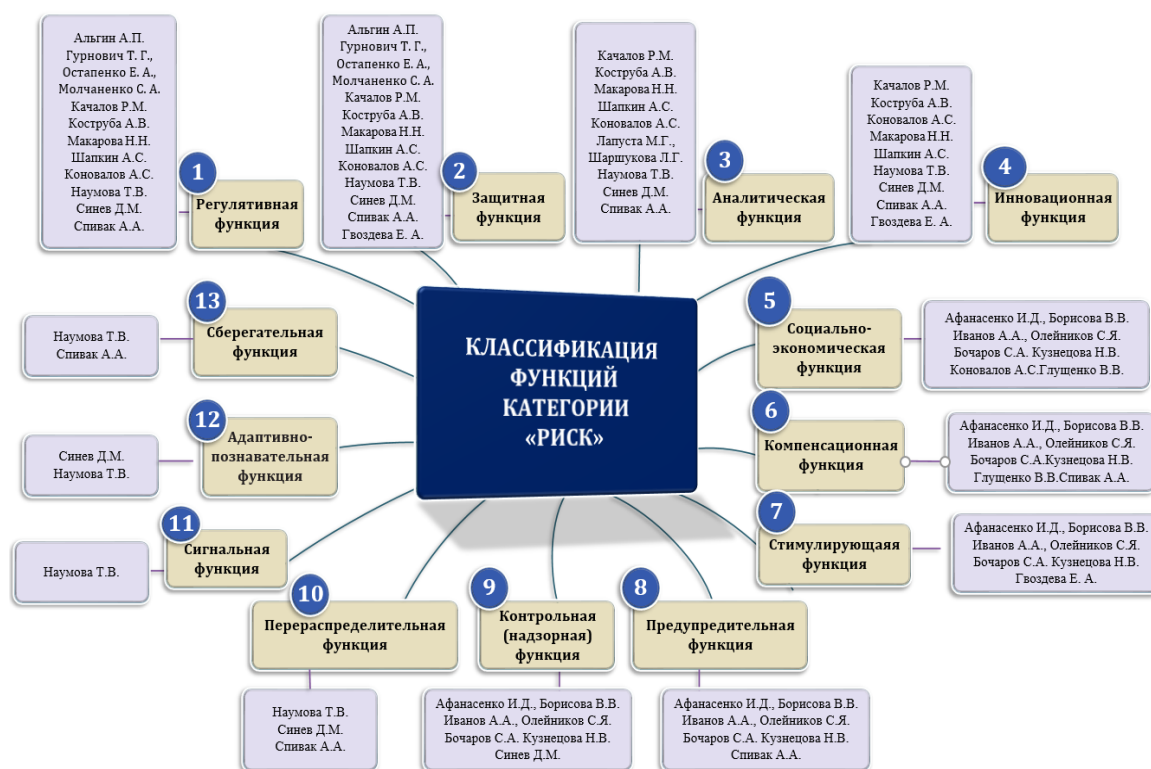 Альгин А.П.
Гурнович Т. Г.,
Остапенко Е. А.,
Молчаненко С. А.
Качалов Р.М.
Коструба А.В.
Макарова Н.Н.
Шапкин А.С.
Коновалов А.С.
Наумова Т.В.
Синев Д.М.
Спивак А.А.
1
Регулятивная
функция
Альгин А.П.
Гурнович Т. Г.,
Остапенко Е. А.,
Молчаненко С. А.
Качалов Р.М.
Коструба А.В.
Макарова Н.Н.
Шапкин А.С.
Коновалов А.С.
Наумова Т.В.
Синев Д.М.
Спивак А.А.
Гвоздева Е. А.
2
Защитная
функция
Качалов Р.М.
Коструба А.В.
Макарова Н.Н.
Шапкин А.С.
Коновалов А.С.
Лапуста М.Г.,
Шаршукова Л.Г.
Наумова Т.В.
Синев Д.М.
Спивак А.А.
3
Аналитическая
функция
Качалов Р.М.
Коструба А.В.
Коновалов А.С.
Макарова Н.Н.
Шапкин А.С.
Наумова Т.В.
Синев Д.М.
Спивак А.А.
Гвоздева Е. А.
4
Инновационная
функция
КЛАССИФИКАЦИЯ
ФУНКЦИЙ
КАТЕГОРИИ
«РИСК»
5
Социально-
экономическая
функция
Афанасенко И.Д., Борисова В.В.
Иванов А.А., Олейников С.Я.
Бочаров С.А. Кузнецова Н.В.
Коновалов А.С.Глущенко В.В.
6
Компенсационная
функция
Афанасенко И.Д., Борисова В.В.
Иванов А.А., Олейников С.Я.
Бочаров С.А.Кузнецова Н.В.
Глущенко В.В.Спивак А.А.
7
Стимулирующаяя
функция
Афанасенко И.Д., Борисова В.В.
Иванов А.А., Олейников С.Я.
Бочаров С.А. Кузнецова Н.В.
Гвоздева Е. А.
8
Предупредительная
функция
Афанасенко И.Д., Борисова В.В.
Иванов А.А., Олейников С.Я.
Бочаров С.А. Кузнецова Н.В.
Спивак А.А.
9
Контрольная
(надзорная)
функция
Афанасенко И.Д., Борисова В.В.
Иванов А.А., Олейников С.Я.
Бочаров С.А. Кузнецова Н.В.
Синев Д.М.
10
Перераспределительная
функция
Наумова Т.В.
Синев Д.М.
Спивак А.А.
11
Сигнальная
функция
Наумова Т.В.
12
Адаптивно-
познавательная
функция
Синев Д.М.
Наумова Т.В.
13
Сберегательная
функция
Наумова Т.В.
Спивак А.А.